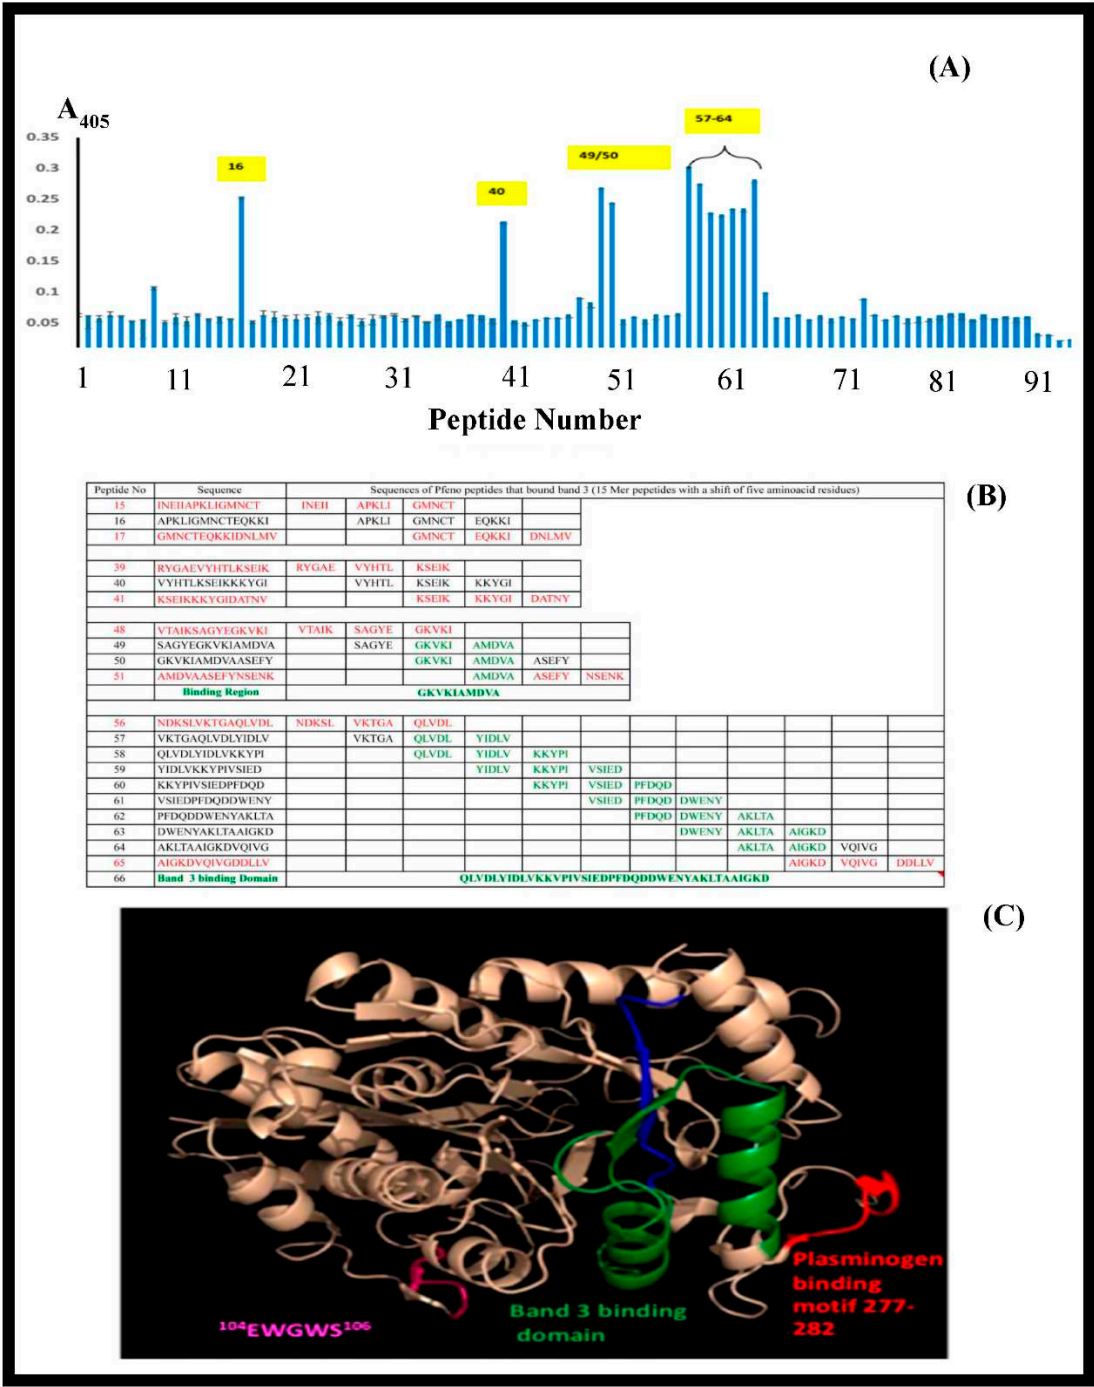 (A)
A405
0.35
0.3
0.25
0.2
0.15
0.1
0.05
16
40
49/50
57-64
1 11 21 31 41 51 61 71 81 91
Peptide Number
(B)
Peptide No Sequence Sequences of Pfeno peptides that bound band 3 (15 Mer pepetides with a shift of five aminoacid residues)
15 INEIIAPKLIGMNCT INEII APKLI GMNCT
16 APKLIGMNCTEQKKI APKLI GMNCT EQKKI
17 GMNCTEQKKIDNLMV GMNCT EQKKI DNLMV
39 RYGAEVYHTLKSEIK RYGAE VYHTL KSEIK
40 VYHTLKSEIKKKYGI VYHTL KSEIK KKYGI
41 KSEIKKKYGIDATNV KSEIK KKYGI DATNY
48 VTAIKSAGYEGKVKI VTAIK SAGYE GKVKI
49 SAGYEGKVKIAMDVA SAGYE GKVKI AMDVA
50 GKVKIAMDVAASEFY GKVKI AMDVA ASEFY
51 AMDVAASEFYNSENK AMDVA ASEFY NSENK
Binding Region GKVKIAMDVA
56 NDKSLVKTGAQLVDL NDKSL VKTGA QLVDL
57 VKTGAQLVDLYIDLV VKTGA QLVDL YIDLV
58 QLVDLYIDLVKKYPI QLVDL YIDLV KKYPI
59 YIDLVKKYPIVSIED YIDLV KKYPI VSIED
60 KKYPIVSIEDPFDQD KKYPI VSIED PFDQD
61 VSIEDPFDQDDWENY VSIED PFDQD DWENY
62 PFDQDDWENYAKLTA PFDQD DWENY AKLTA
63 DWENYAKLTAAIGKD DWENY AKLTA AIGKD
64 AKLTAAIGKDVQIVG AKLTA AIGKD VQIVG
65 AIGKDVQIVGDDLLV AIGKD VQIVG DDLLV
66 Band 3 binding Domain QLVDLYIDLVKKVPIVSIEDPFDQDDWENYAKLTAAIGKD
(C)
104EWGWS106
Band 3 binding
domain
Plasminogen
binding
motif 277-
282